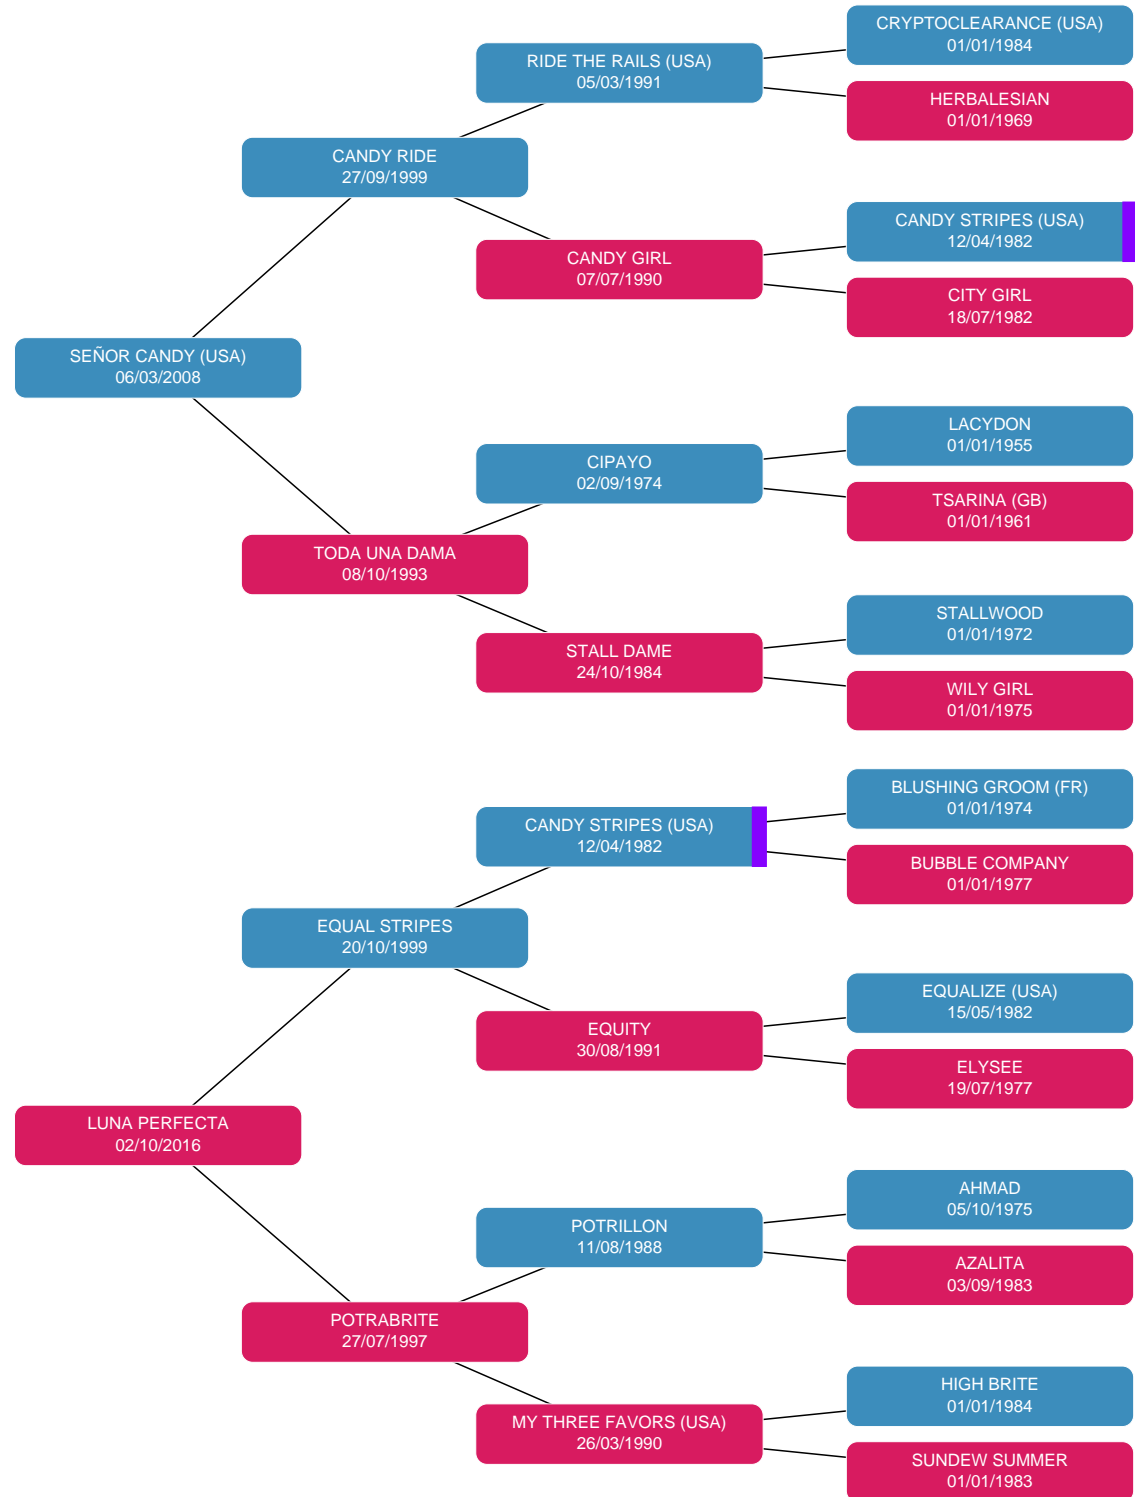 CRYPTOCLEARANCE (USA)
01/01/1984
RIDE THE RAILS (USA)
05/03/1991
HERBALESIAN
01/01/1969
CANDY RIDE
27/09/1999
CANDY STRIPES (USA)
12/04/1982
CANDY GIRL
07/07/1990
CITY GIRL
18/07/1982
SEÑOR CANDY (USA)
06/03/2008
LACYDON
01/01/1955
CIPAYO
02/09/1974
TSARINA (GB)
01/01/1961
TODA UNA DAMA
08/10/1993
STALLWOOD
01/01/1972
STALL DAME
24/10/1984
WILY GIRL
01/01/1975
BLUSHING GROOM (FR)
01/01/1974
CANDY STRIPES (USA)
12/04/1982
BUBBLE COMPANY
01/01/1977
EQUAL STRIPES
20/10/1999
EQUALIZE (USA)
15/05/1982
EQUITY
30/08/1991
ELYSEE
19/07/1977
LUNA PERFECTA
02/10/2016
AHMAD
05/10/1975
POTRILLON
11/08/1988
AZALITA
03/09/1983
POTRABRITE
27/07/1997
HIGH BRITE
01/01/1984
MY THREE FAVORS (USA)
26/03/1990
SUNDEW SUMMER
01/01/1983